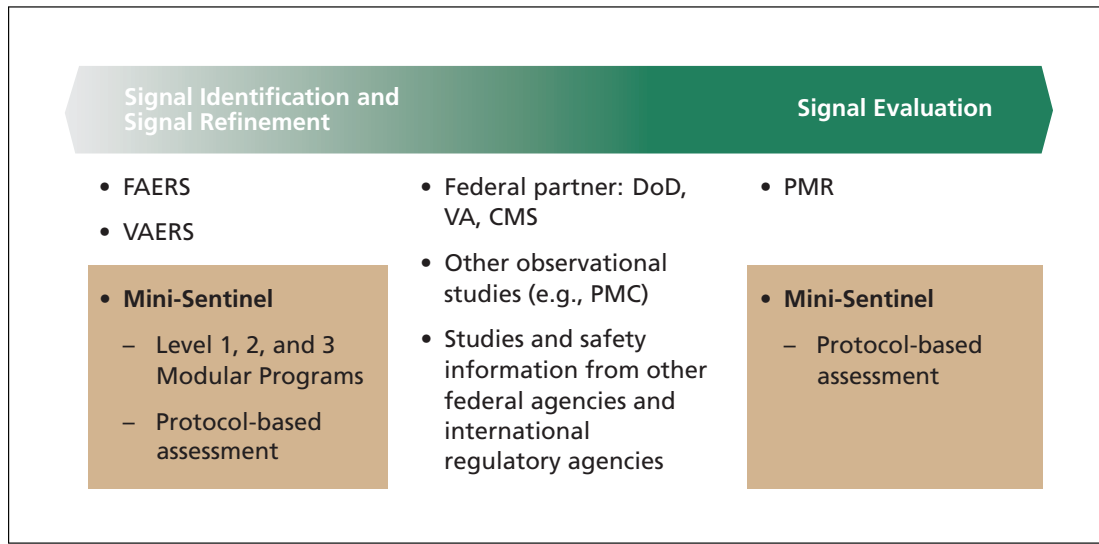 Signal Identification and
Signal Refinement
Signal Evaluation
• FAERS
• VAERS
• Mini-Sentinel
– Level 1, 2, and 3
Modular Programs
– Protocol-based
assessment
• Federal partner: DoD,
VA, CMS
• Other observational
studies (e.g., PMC)
• Studies and safety
information from other
federal agencies and
international
regulatory agencies
• PMR
• Mini-Sentinel
– Protocol-based
assessment